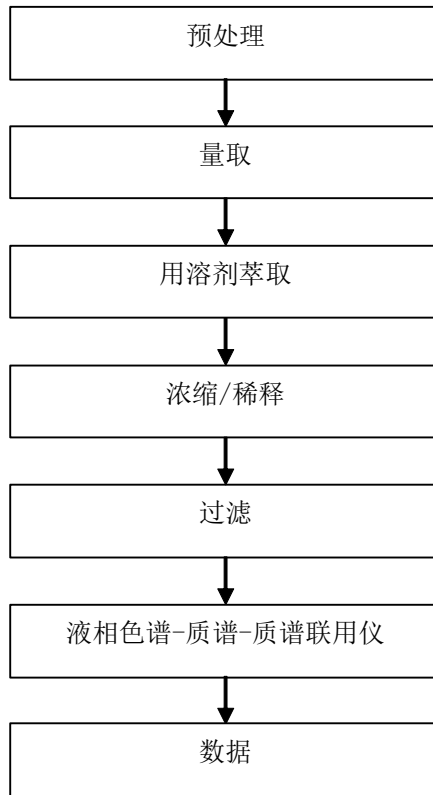 预处理
量取
用溶剂萃取
浓缩/稀释
过滤
液相色谱-质谱-质谱联用仪
数据